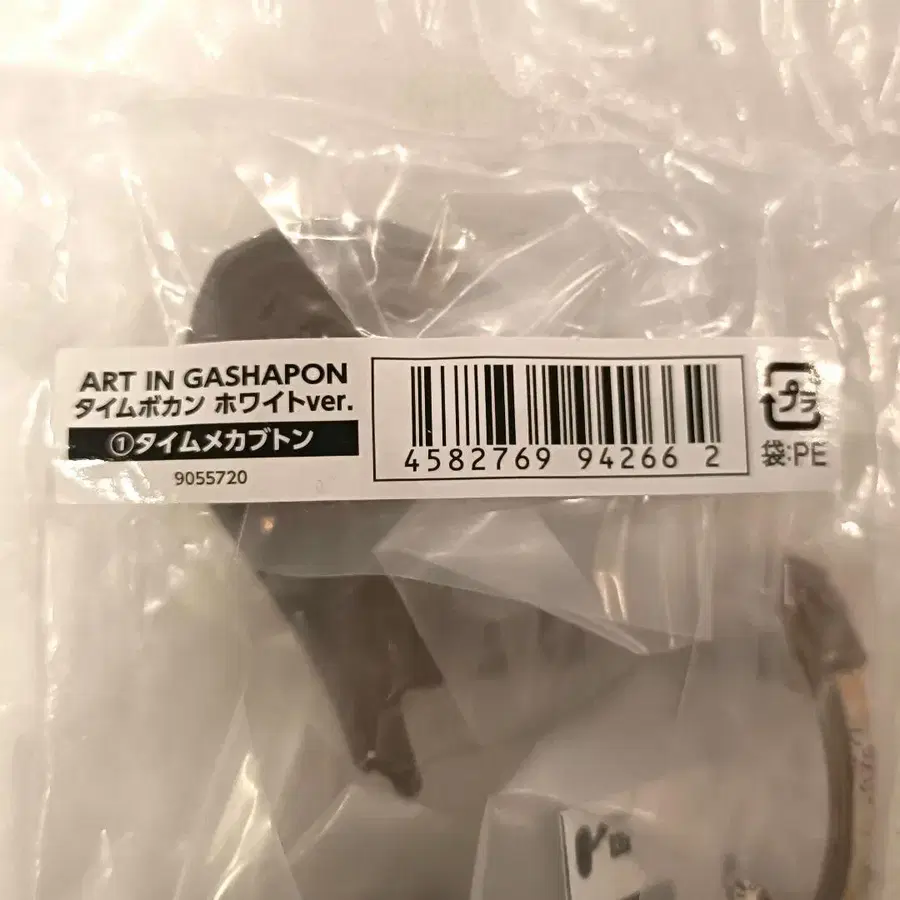 ART IN GASHAPON
タイムボカン ホワイトver.
①タイムメカブトン
9055720
4582769 94266 2
プラ
袋:PE